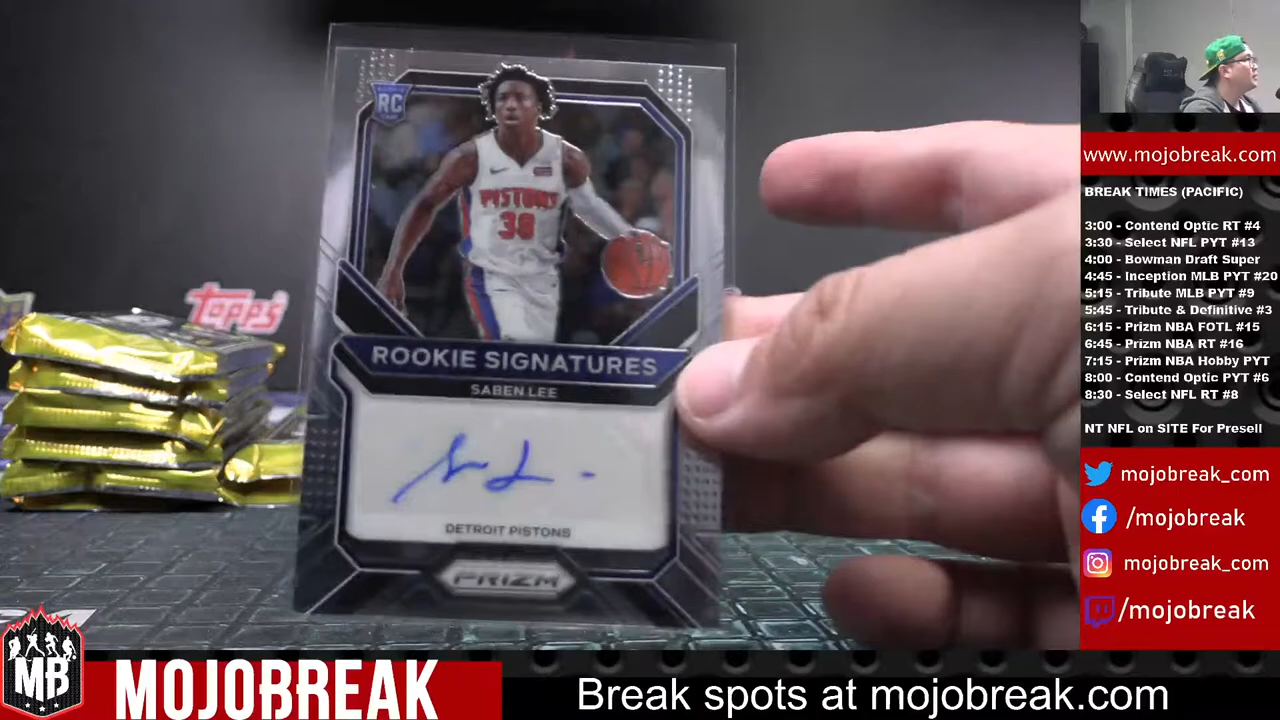 RC
PISTONS
38
ROOKIE SIGNATURES
SABEN LEE
DETROIT PISTONS
PRIZM
TOPPS
www.mojobreak.com
BREAK TIMES (PACIFIC)
3:00 - Contend Optic RT #4
3:30 - Select NFL PYT #13
4:00 - Bowman Draft Super
4:45 - Inception MLB PYT #20
5:15 - Tribute MLB PYT #9
5:45 - Tribute & Definitive #3
6:15 - Prizm NBA FOTL #15
6:45 - Prizm NBA RT #16
7:15 - Prizm NBA Hobby PYT
8:00 - Contend Optic PYT #6
8:30 - Select NFL RT #8
NT NFL on SITE For Presell
mojobreak_com
/mojobreak
mojobreak_com
/mojobreak
MB
MOJOBREAK
Break spots at mojobreak.com